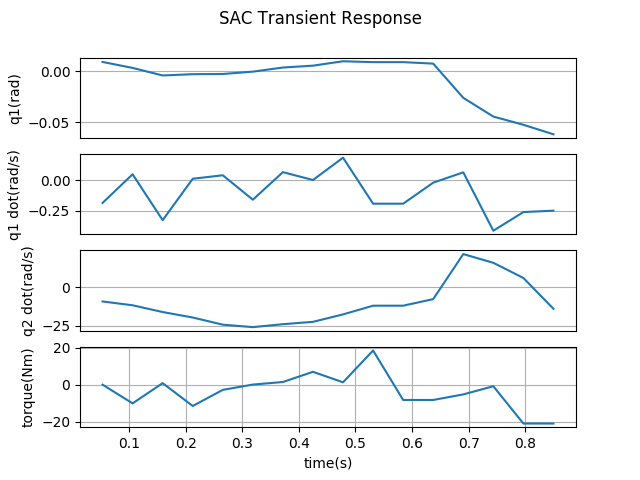 SAC Transient Response
q1(rad)
0.00
−0.05
q1 dot(rad/s)
0.00
−0.25
q2 dot(rad/s)
0
−25
torque(Nm)
20
0
−20
0.1 0.2 0.3 0.4 0.5 0.6 0.7 0.8
time(s)